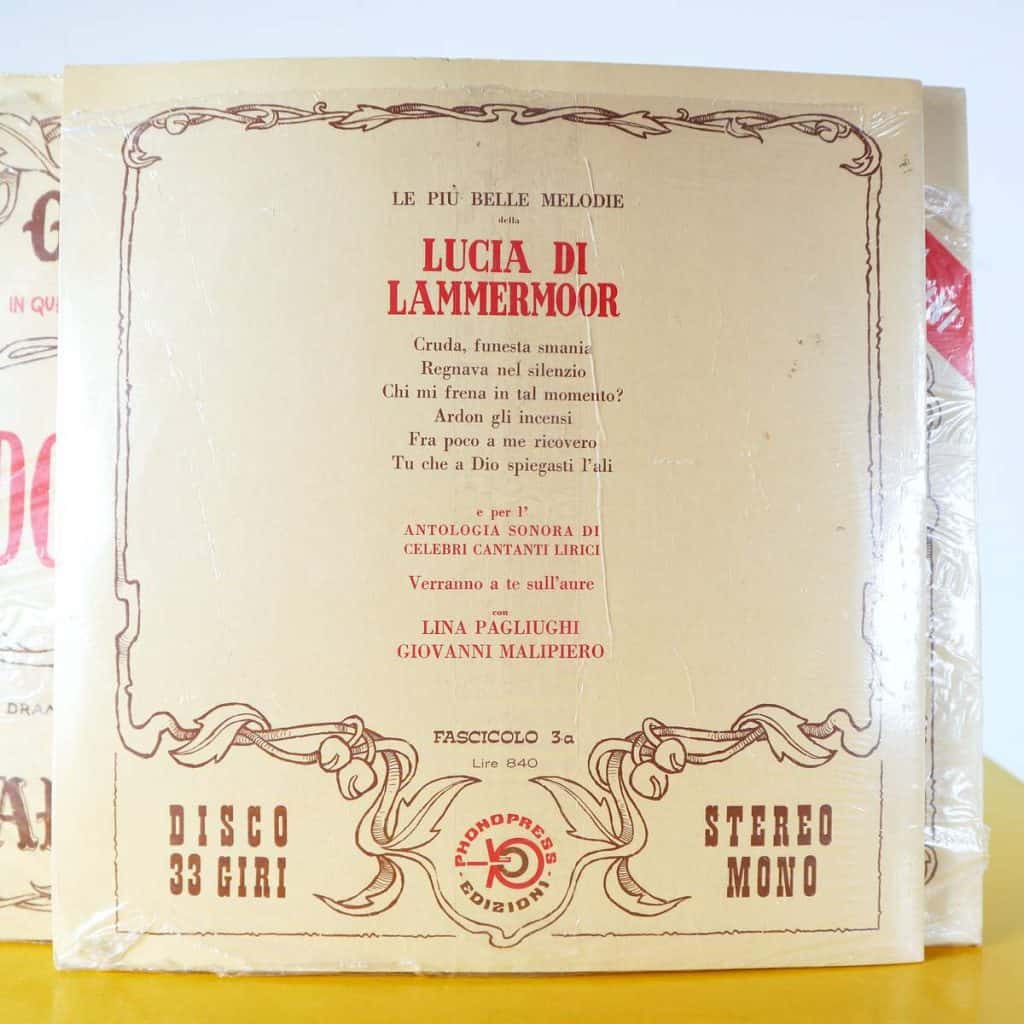 LE PIÙ BELLE MELODIE
della
LUCIA DI
LAMMERMOOR
Cruda, funesta smania
Regnava nel silenzio
Chi mi frena in tal momento?
Ardon gli incensi
Fra poco a me ricovero
Tu che a Dio spiegasti l'ali
e per l'
ANTOLOGIA SONORA DI
CELEBRI CANTANTI LIRICI
Verranno a te sull'aure
con
LINA PAGLIUGHI
GIOVANNI MALIPIERO
FASCICOLO 3a
Lire 840
DISCO
33 GIRI
PHONOPRESS
EDIZIONI
STEREO
MONO
IN QU
DRAM